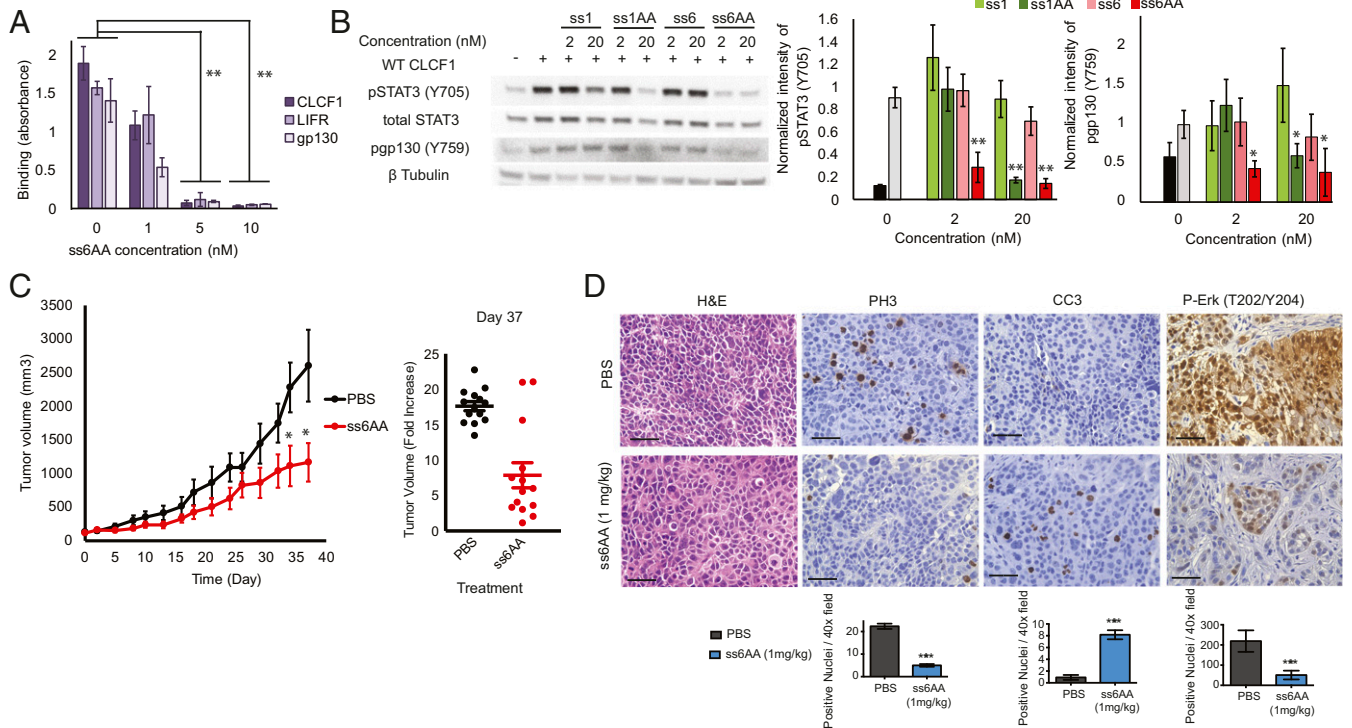 A
Binding (absorbance)
2
1.5
1
0.5
0
** **
CLCF1
LIFR
gp130
0 1 5 10
ss6AA concentration (nM)
B
ss1 ss1AA ss6 ss6AA
Concentration (nM) 2 20 2 20 2 20 2 20
WT CLCF1 - + + + + + + + + +
pSTAT3 (Y705)
total STAT3
pgp130 (Y759)
β Tubulin
ss1 ss1AA ss6 ss6AA
Normalized intensity of
pSTAT3 (Y705)
1.6
1.4
1.2
1
0.8
0.6
0.4
0.2
0
** ** **
0 2 20
Concentration (nM)
Normalized intensity of
pgp130 (Y759)
2
1.5
1
0.5
0
* * *
0 2 20
Concentration (nM)
C
Tumor volume (mm3)
3500
3000
2500
2000
1500
1000
500
0
* *
PBS
ss6AA
0 5 10 15 20 25 30 35 40
Time (Day)
Day 37
Tumor Volume (Fold Increase)
25
20
15
10
5
0
PBS ss6AA
Treatment
D
H&E PH3 CC3 P-Erk (T202/Y204)
PBS
ss6AA (1 mg/kg)
PBS
ss6AA (1mg/kg)
Positive Nuclei / 40x field
20
10
0
***
PBS ss6AA
(1mg/kg)
Positive Nuclei / 40x field
10
8
6
4
2
0
***
PBS ss6AA
(1mg/kg)
Positive Nuclei / 40x field
300
200
100
0
***
PBS ss6AA
(1mg/kg)